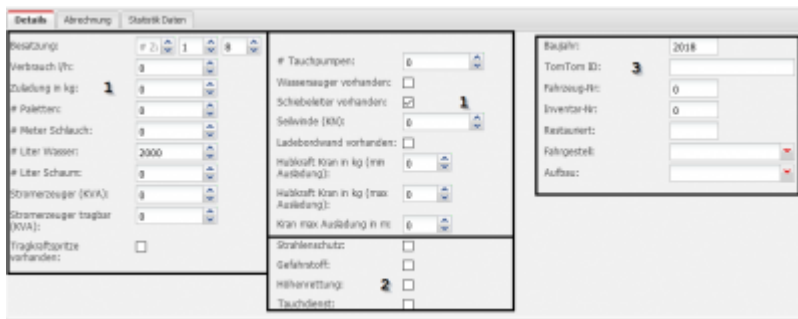 Details Abrechnung Statistik Daten
Besatzung: # Zu 1 8
Verbrauch l/h: 0
Zuladung in kg: 0
1
# Paletten: 0
# Meter Schlauch: 0
# Liter Wasser: 2000
# Liter Schaum: 0
Stromerzeuger (KVA): 0
Stromerzeuger tragbar
(KVA): 0
Tragkraftspritze
vorhanden:
# Tauchpumpen: 0
Wassersauger vorhanden:
Schiebeleiter vorhanden:
1
Seilwinde (KN): 0
Ladebordwand vorhanden:
Hubkraft Kran in kg (min
Ausladung): 0
Hubkraft Kran in kg (max
Ausladung): 0
Kran max Ausladung in m: 0
Strahlenschutz:
Gefahrstoff:
Höhenrettung:
2
Tauchdienst:
Baujahr: 2018
TomTom ID:
3
Fahrzeug-Nr: 0
Inventar-Nr: 0
Restauriert:
Fahrgestell:
Aufbau: